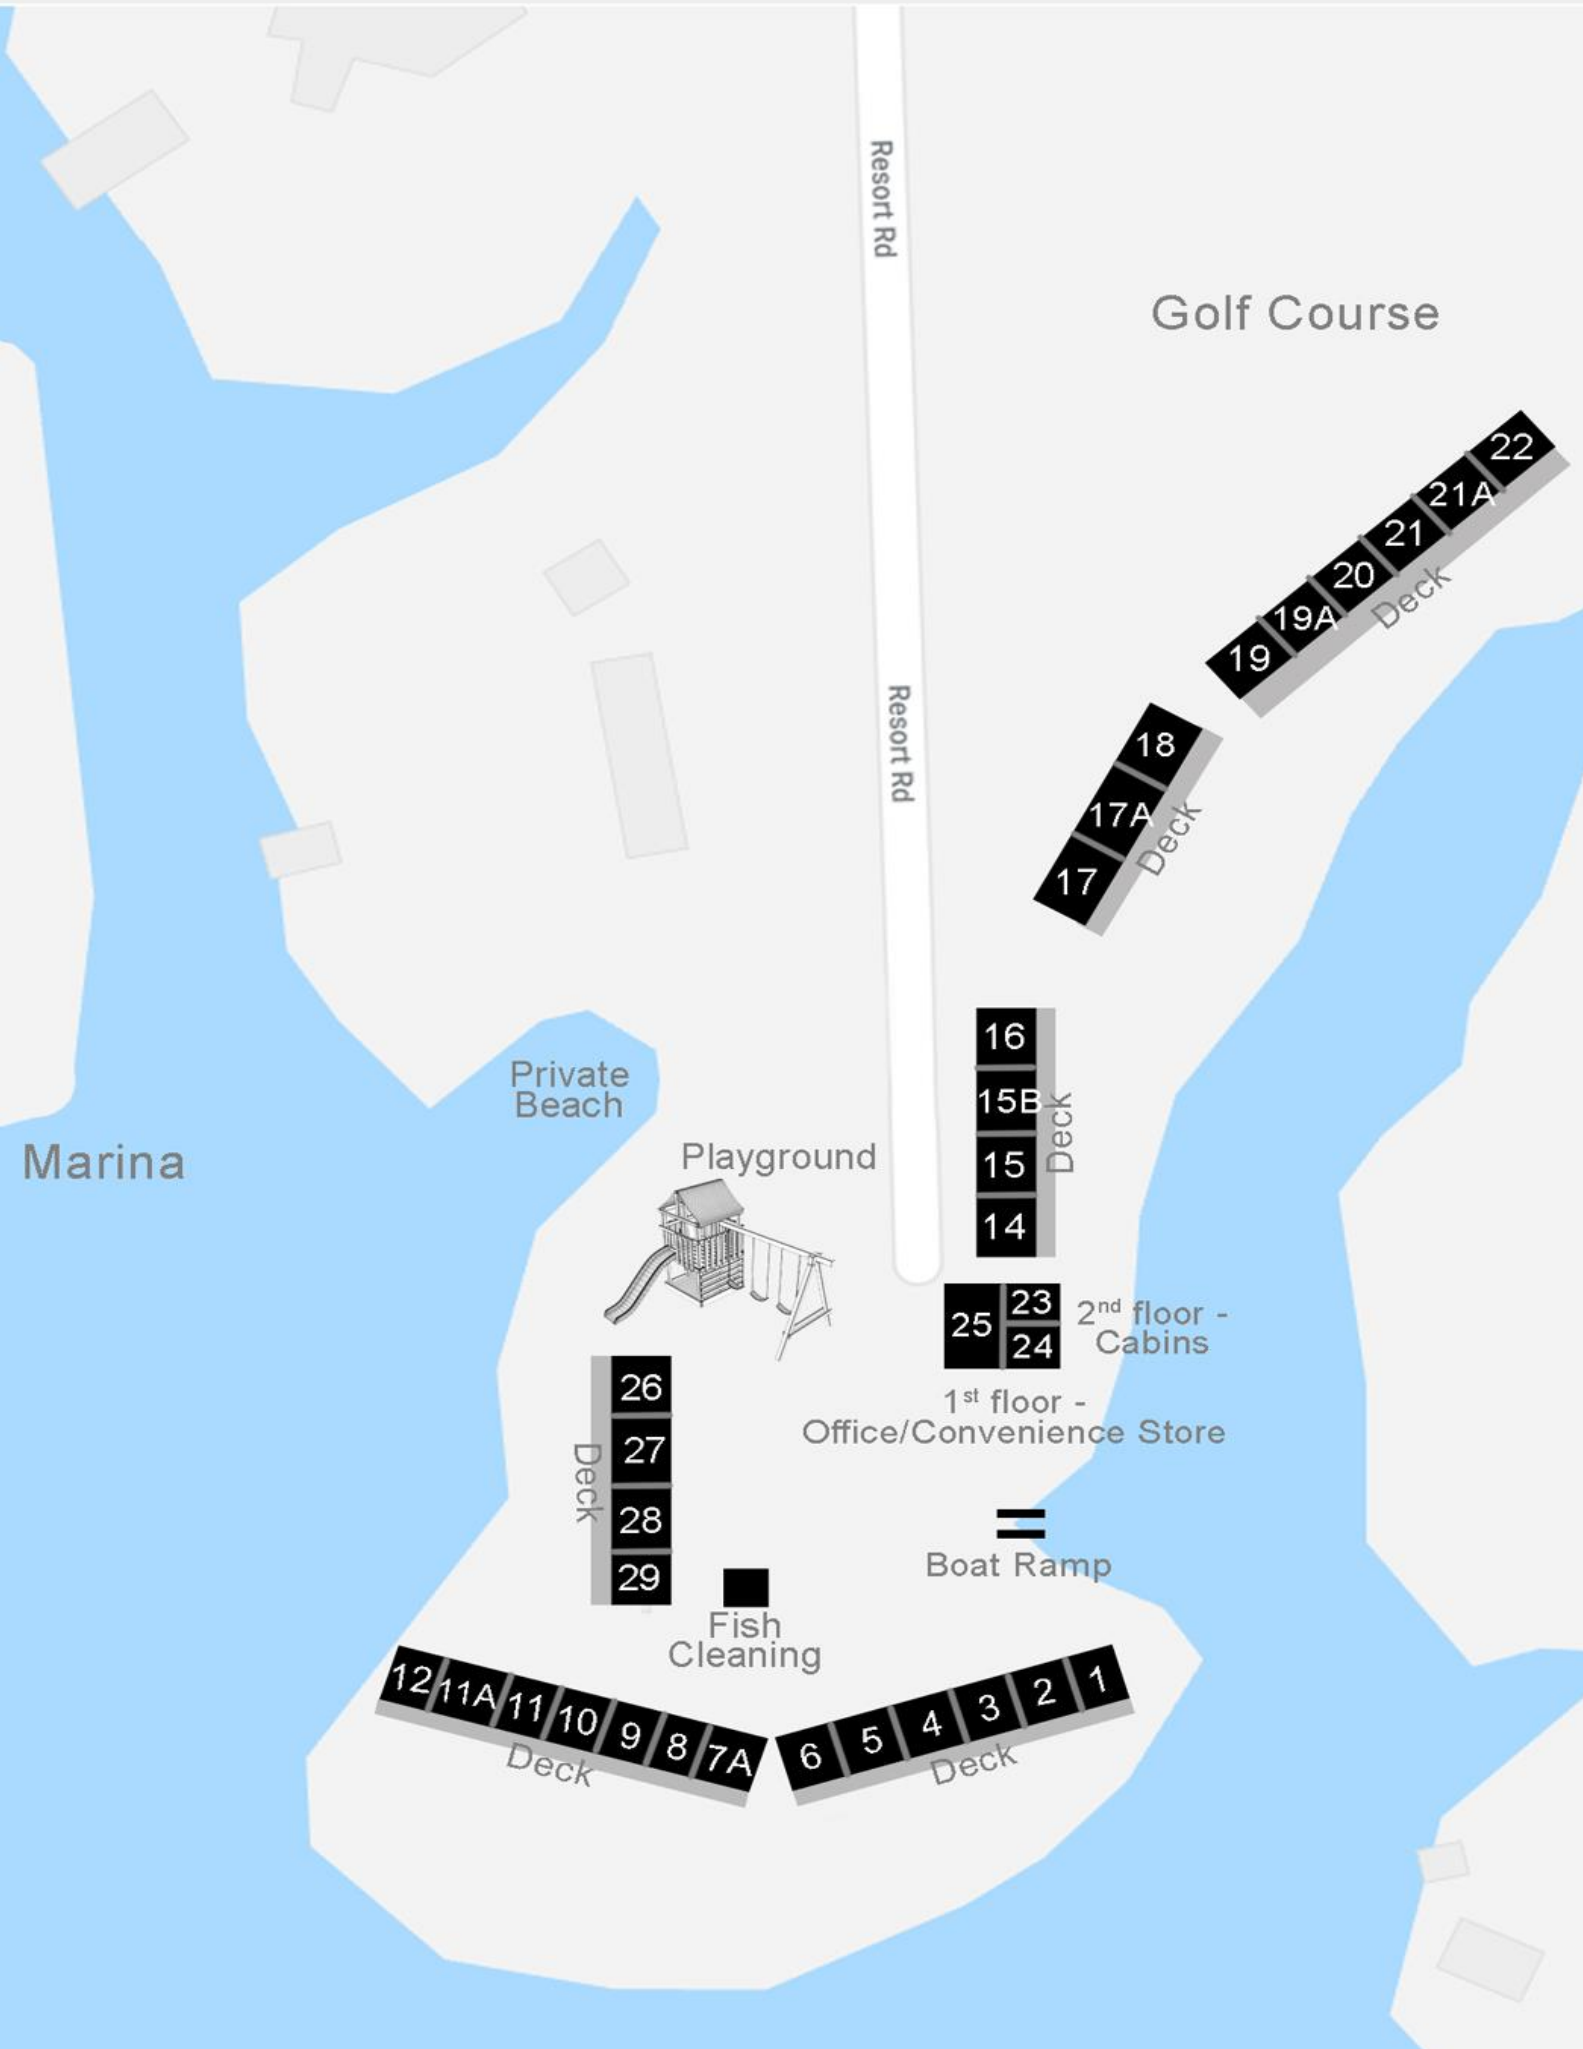 Resort Rd
Golf Course
22
21A
21
20
Deck
19A
19
Resort Rd
18
17A
Deck
17
16
Private
Beach
15B
Deck
Marina
Playground
15
14
23
25
24
2nd floor -
Cabins
26
1st floor -
Office/Convenience Store
27
Deck
28
Boat Ramp
29
Fish
Cleaning
12
11A
11
10
9
8
7A
Deck
6
5
4
3
2
1
Deck